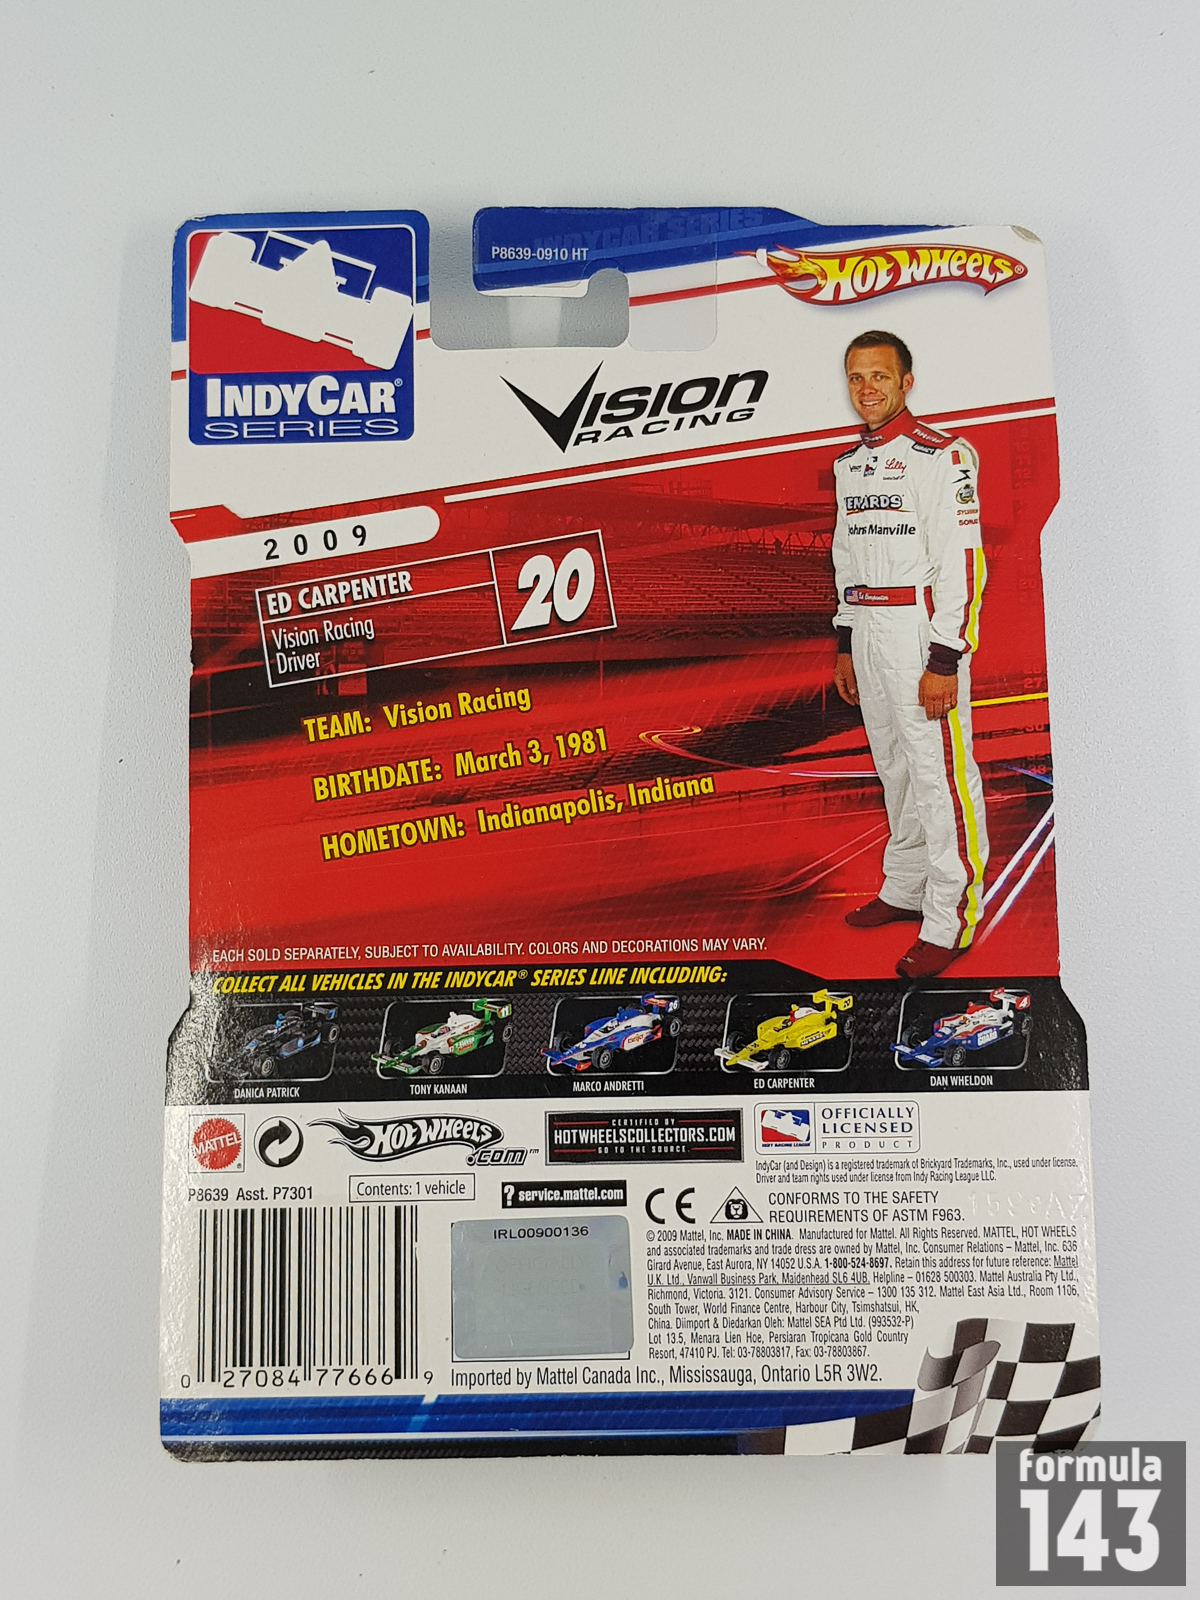 INDYCAR SERIES
P8639-0910 HT
HOT WHEELS®
INDYCAR®
SERIES
VISION
RACING
Lilly
MENARDS
Johns Manville
Ed Carpenter
2009
ED CARPENTER
20
Vision Racing
Driver
TEAM: Vision Racing
BIRTHDATE: March 3, 1981
HOMETOWN: Indianapolis, Indiana
EACH SOLD SEPARATELY, SUBJECT TO AVAILABILITY. COLORS AND DECORATIONS MAY VARY.
COLLECT ALL VEHICLES IN THE INDYCAR® SERIES LINE INCLUDING:
DANICA PATRICK
TONY KANAAN
MARCO ANDRETTI
ED CARPENTER
DAN WHELDON
MATTEL®
HOT WHEELS
.COM™
CERTIFIED BY
HOTWHEELSCOLLECTORS.COM
GO TO THE SOURCE.
INDY RACING LEAGUE
OFFICIALLY
LICENSED
PRODUCT
IndyCar (and Design) is a registered trademark of Brickyard Trademarks, Inc., used under license.
Driver and team rights used under license from Indy Racing League LLC.
P8639 Asst. P7301
Contents: 1 vehicle
? service.mattel.com
CE
CONFORMS TO THE SAFETY
REQUIREMENTS OF ASTM F963.
IRL00900136
© 2009 Mattel, Inc. MADE IN CHINA. Manufactured for Mattel. All Rights Reserved. MATTEL, HOT WHEELS
and associated trademarks and trade dress are owned by Mattel, Inc. Consumer Relations – Mattel, Inc. 636
Girard Avenue, East Aurora, NY 14052 U.S.A. 1-800-524-8697. Retain this address for future reference: Mattel
U.K. Ltd., Vanwall Business Park, Maidenhead SL6 4UB. Helpline – 01628 500303. Mattel Australia Pty Ltd.,
Richmond, Victoria. 3121. Consumer Advisory Service – 1300 135 312. Mattel East Asia Ltd., Room 1106,
South Tower, World Finance Centre, Harbour City, Tsimshatsui, HK,
China. Diimport & Diedarkan Oleh: Mattel SEA Ptd Ltd. (993532-P)
Lot 13.5, Menara Lien Hoe, Persiaran Tropicana Golf Country
Resort, 47410 PJ. Tel: 03-78803817, Fax: 03-78803867.
0 27084 77666 9
Imported by Mattel Canada Inc., Mississauga, Ontario L5R 3W2.
formula
143